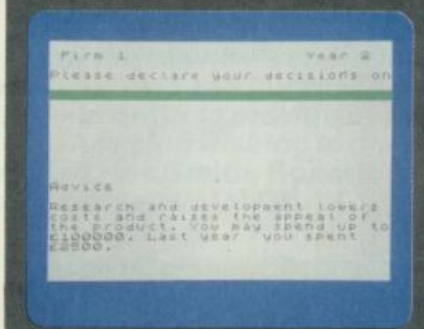 Firm 1 Year 2
Please declare your decisions on
Advice
Research and development lowers
costs and raises the appeal of
the product. You may spend up to
£100000. Last year you spent
£2500.